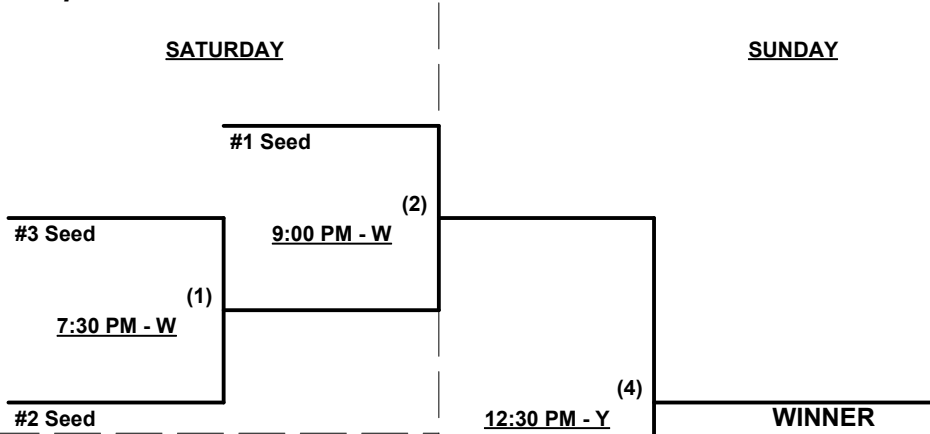 SATURDAY
SUNDAY
#1 Seed
(2)
#3 Seed
9:00 PM - W
(1)
7:30 PM - W
(4)
#2 Seed
12:30 PM - Y
WINNER